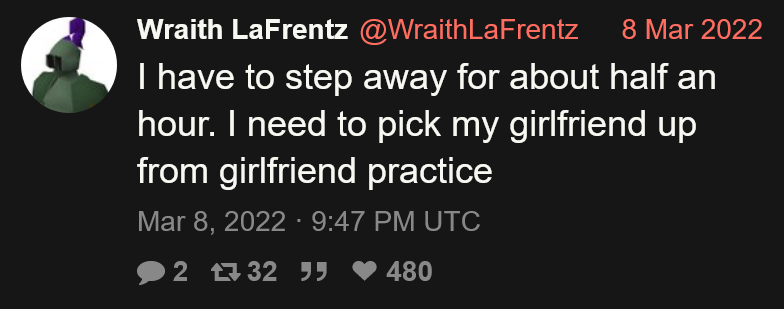 Wraith LaFrentz @WraithLaFrentz 8 Mar 2022
I have to step away for about half an
hour. I need to pick my girlfriend up
from girlfriend practice
Mar 8, 2022 · 9:47 PM UTC
2 32 480